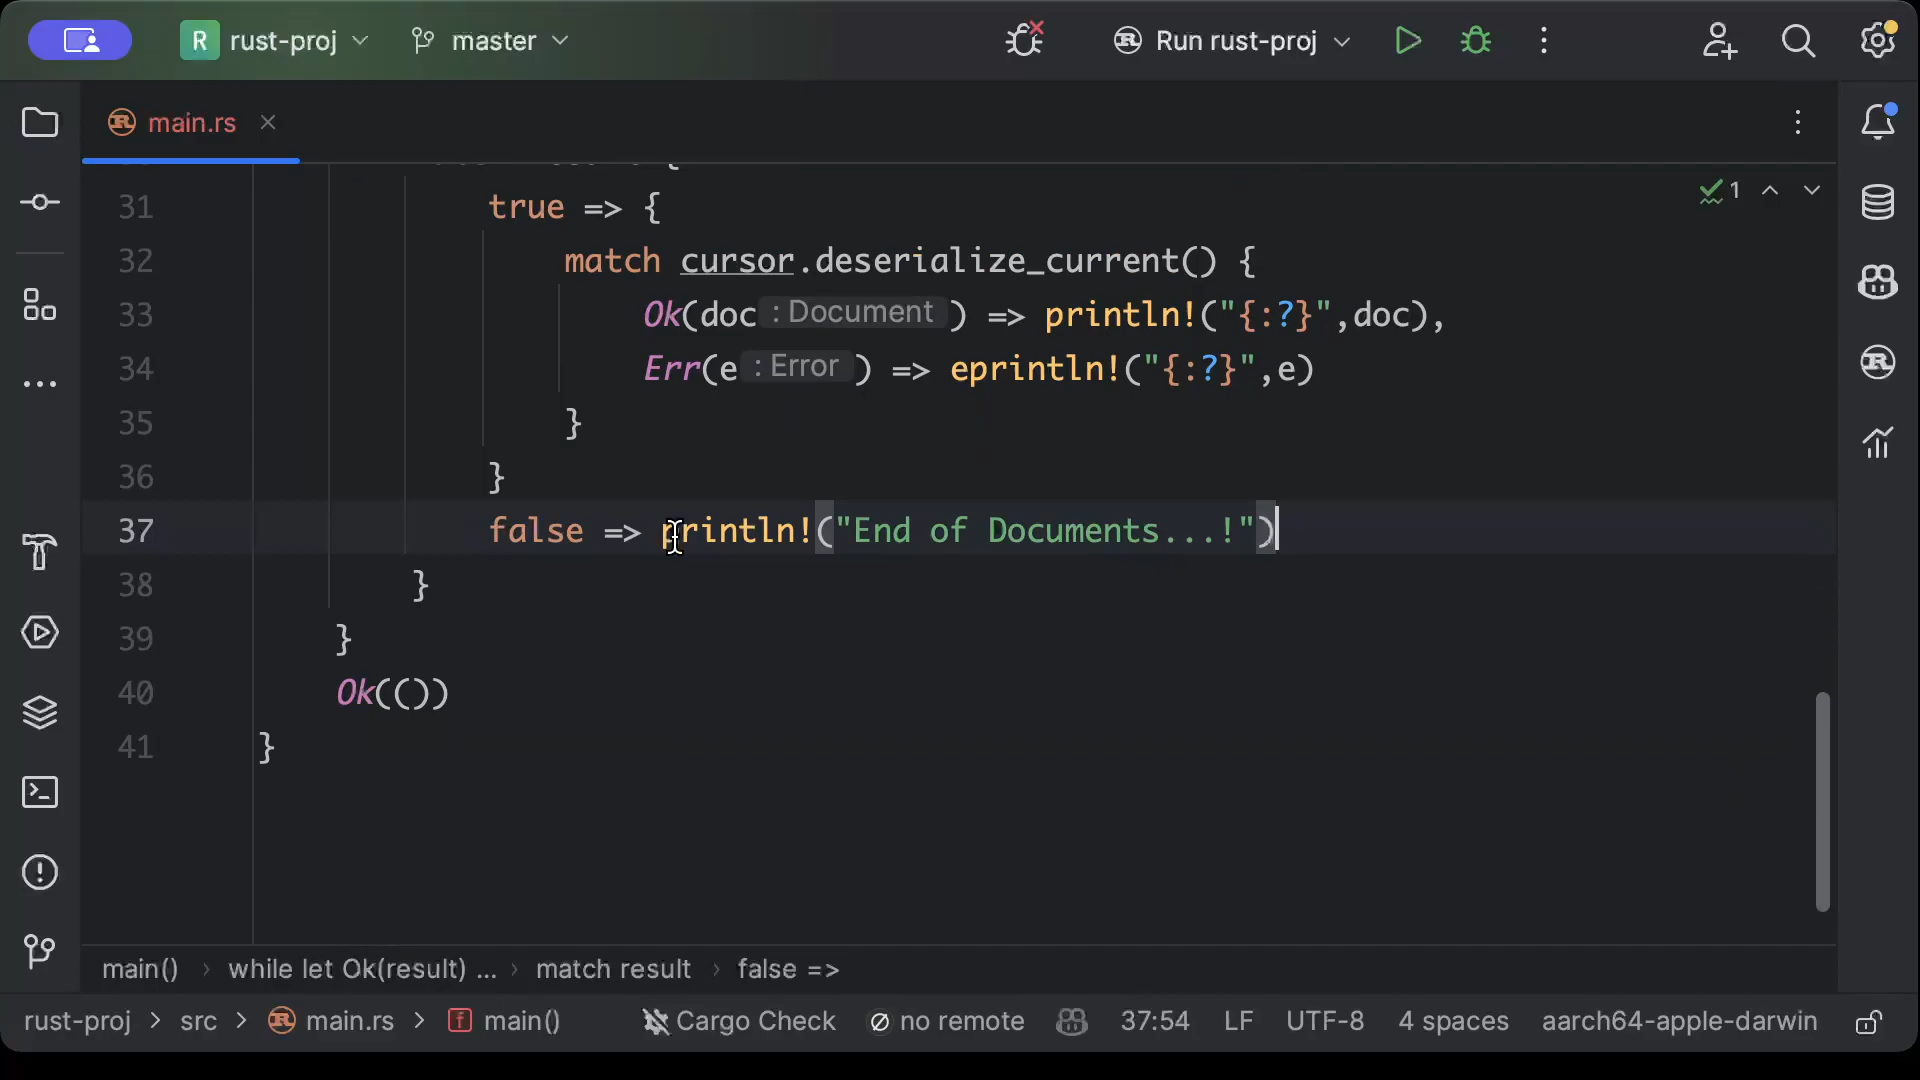 R rust-proj master Run rust-proj
main.rs
31 true => {
1
32 match cursor.deserialize_current() {
33 Ok(doc : Document ) => println!("{:?}",doc),
34 Err(e : Error ) => eprintln!("{:?}",e)
35 }
36 }
37 false => println!("End of Documents...!")
38 }
39 }
40 Ok(())
41 }
main() › while let Ok(result) ... › match result › false =>
rust-proj > src > main.rs > f main() Cargo Check no remote 37:54 LF UTF-8 4 spaces aarch64-apple-darwin